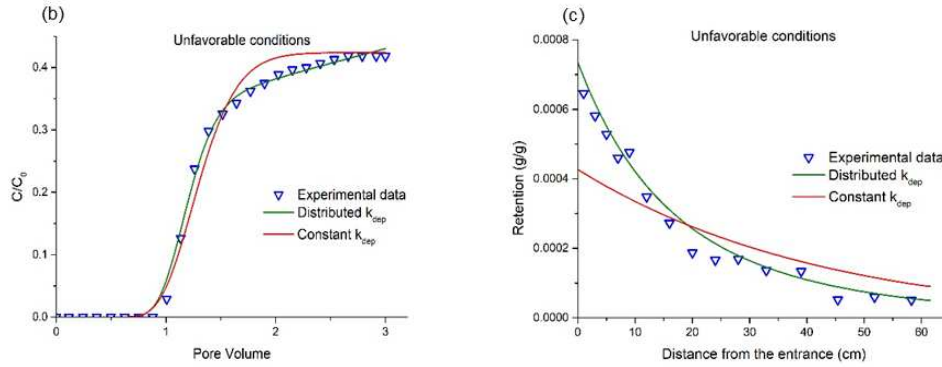 (b)
Unfavorable conditions
C/C0
0.4
0.3
0.2
0.1
0.0
Experimental data
Distributed kdep
Constant kdep
0 1 2 3
Pore Volume
(c)
Unfavorable conditions
Retention (g/g)
0.0008
0.0006
0.0004
0.0002
0.0000
Experimental data
Distributed kdep
Constant kdep
0 10 20 30 40 50 60
Distance from the entrance (cm)